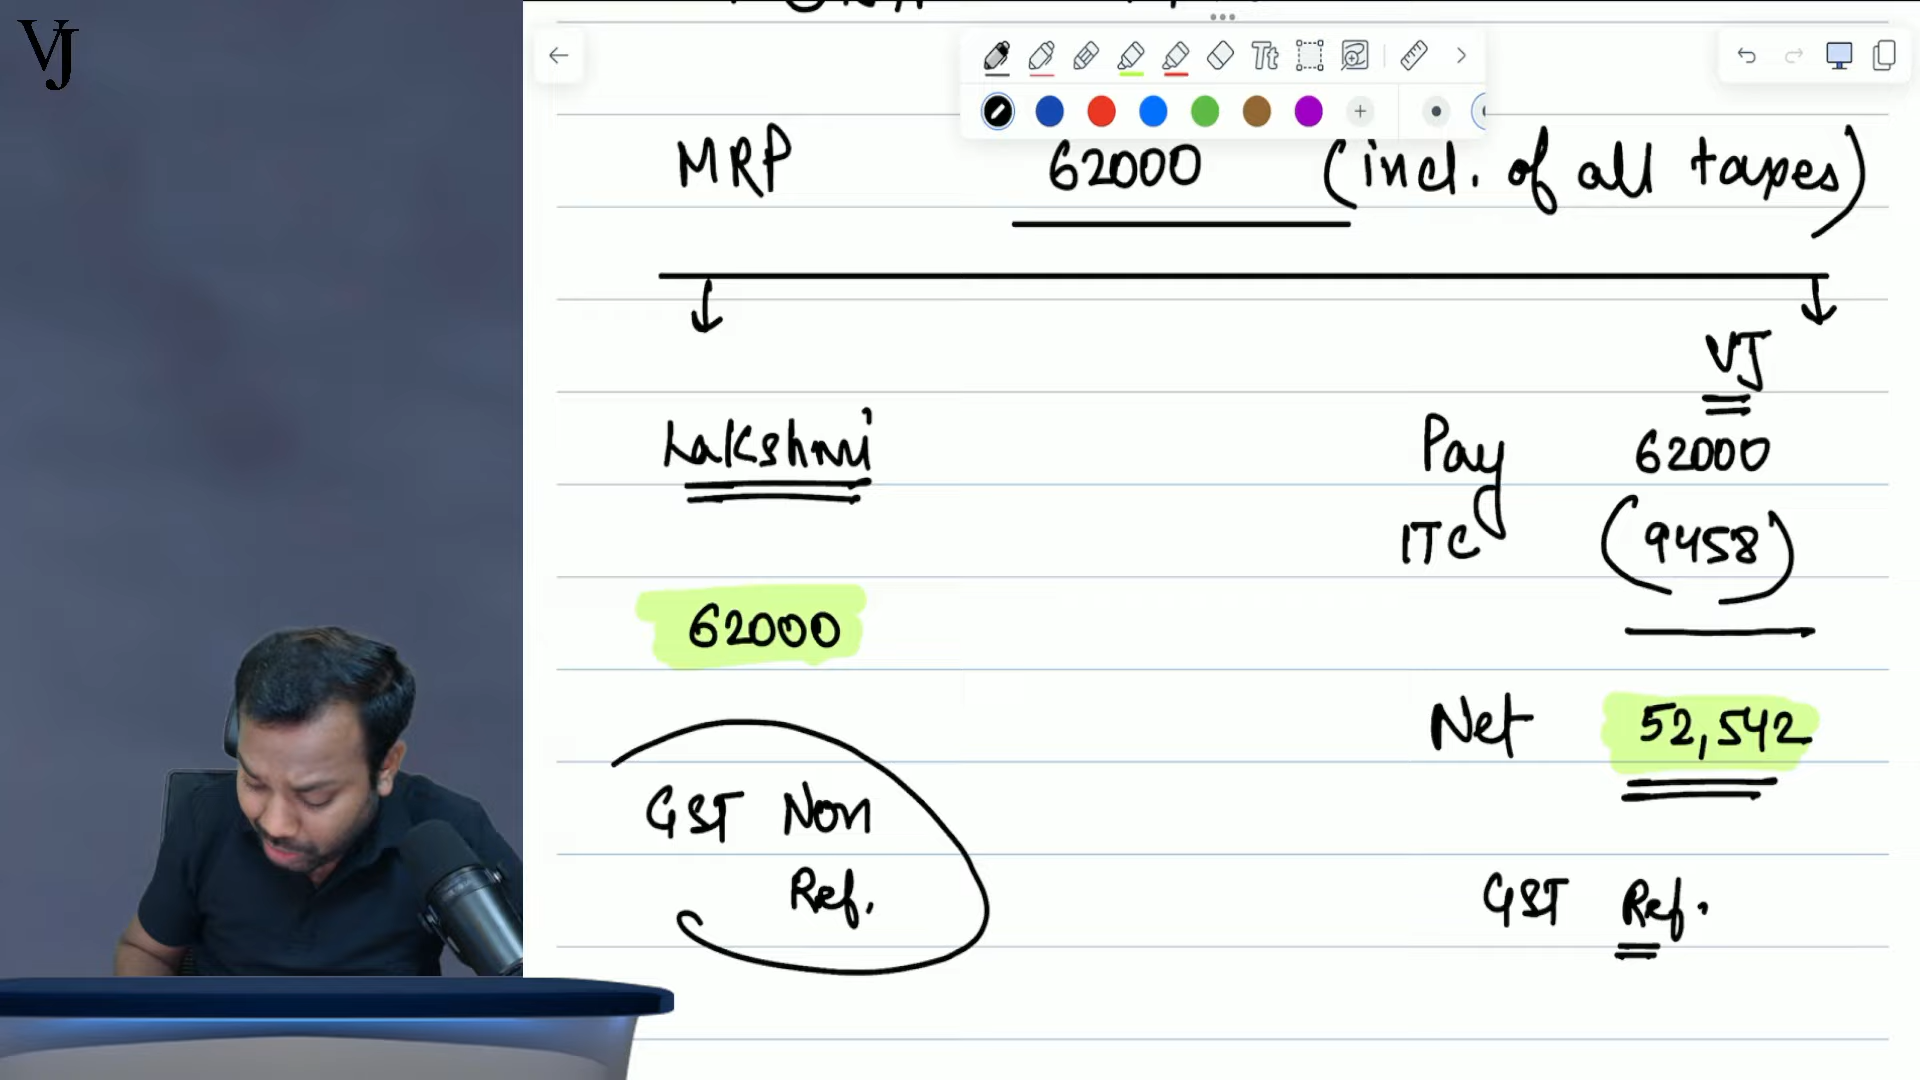 VJ
Tt
MRP 62000 (incl. of all taxes)
Lakshmi
62000
GST Non
Ref.
VJ
Pay 62000
ITC (9458)
Net 52,542
GST Ref.